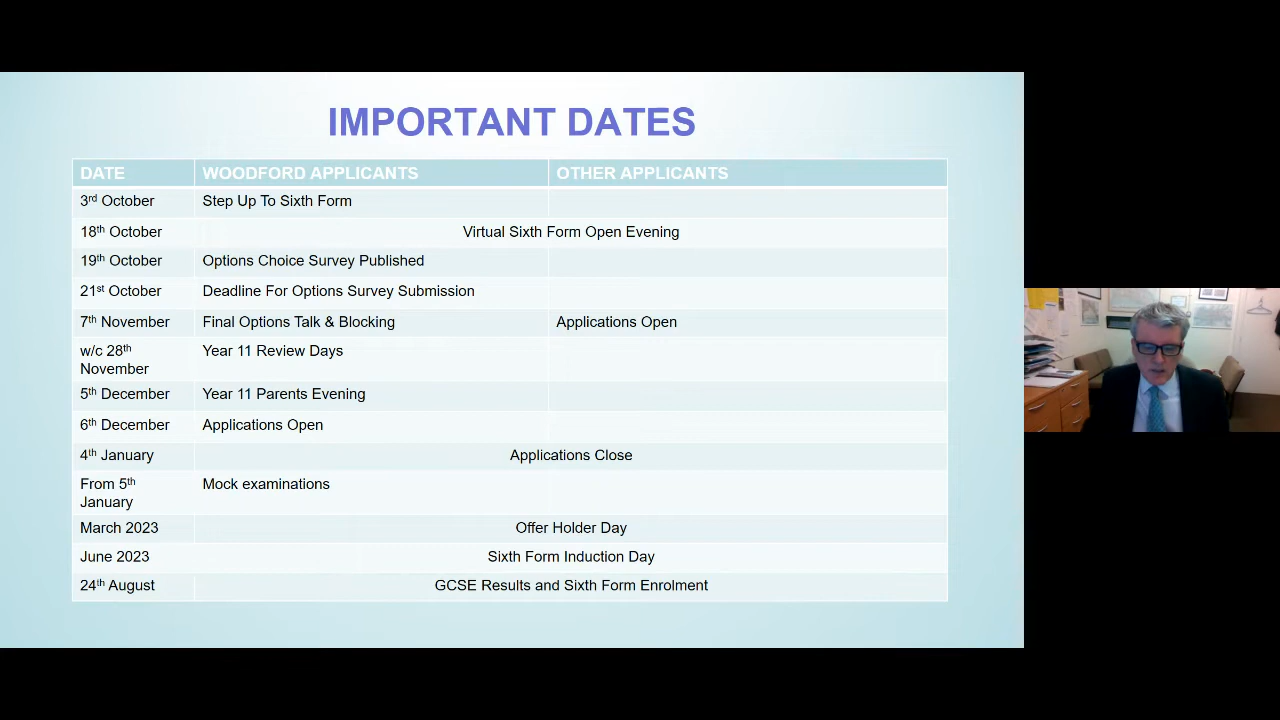 IMPORTANT DATES
DATE WOODFORD APPLICANTS OTHER APPLICANTS
3rd October Step Up To Sixth Form
18th October Virtual Sixth Form Open Evening
19th October Options Choice Survey Published
21st October Deadline For Options Survey Submission
7th November Final Options Talk & Blocking Applications Open
w/c 28th Year 11 Review Days
November
5th December Year 11 Parents Evening
6th December Applications Open
4th January Applications Close
From 5th Mock examinations
January
March 2023 Offer Holder Day
June 2023 Sixth Form Induction Day
24th August GCSE Results and Sixth Form Enrolment